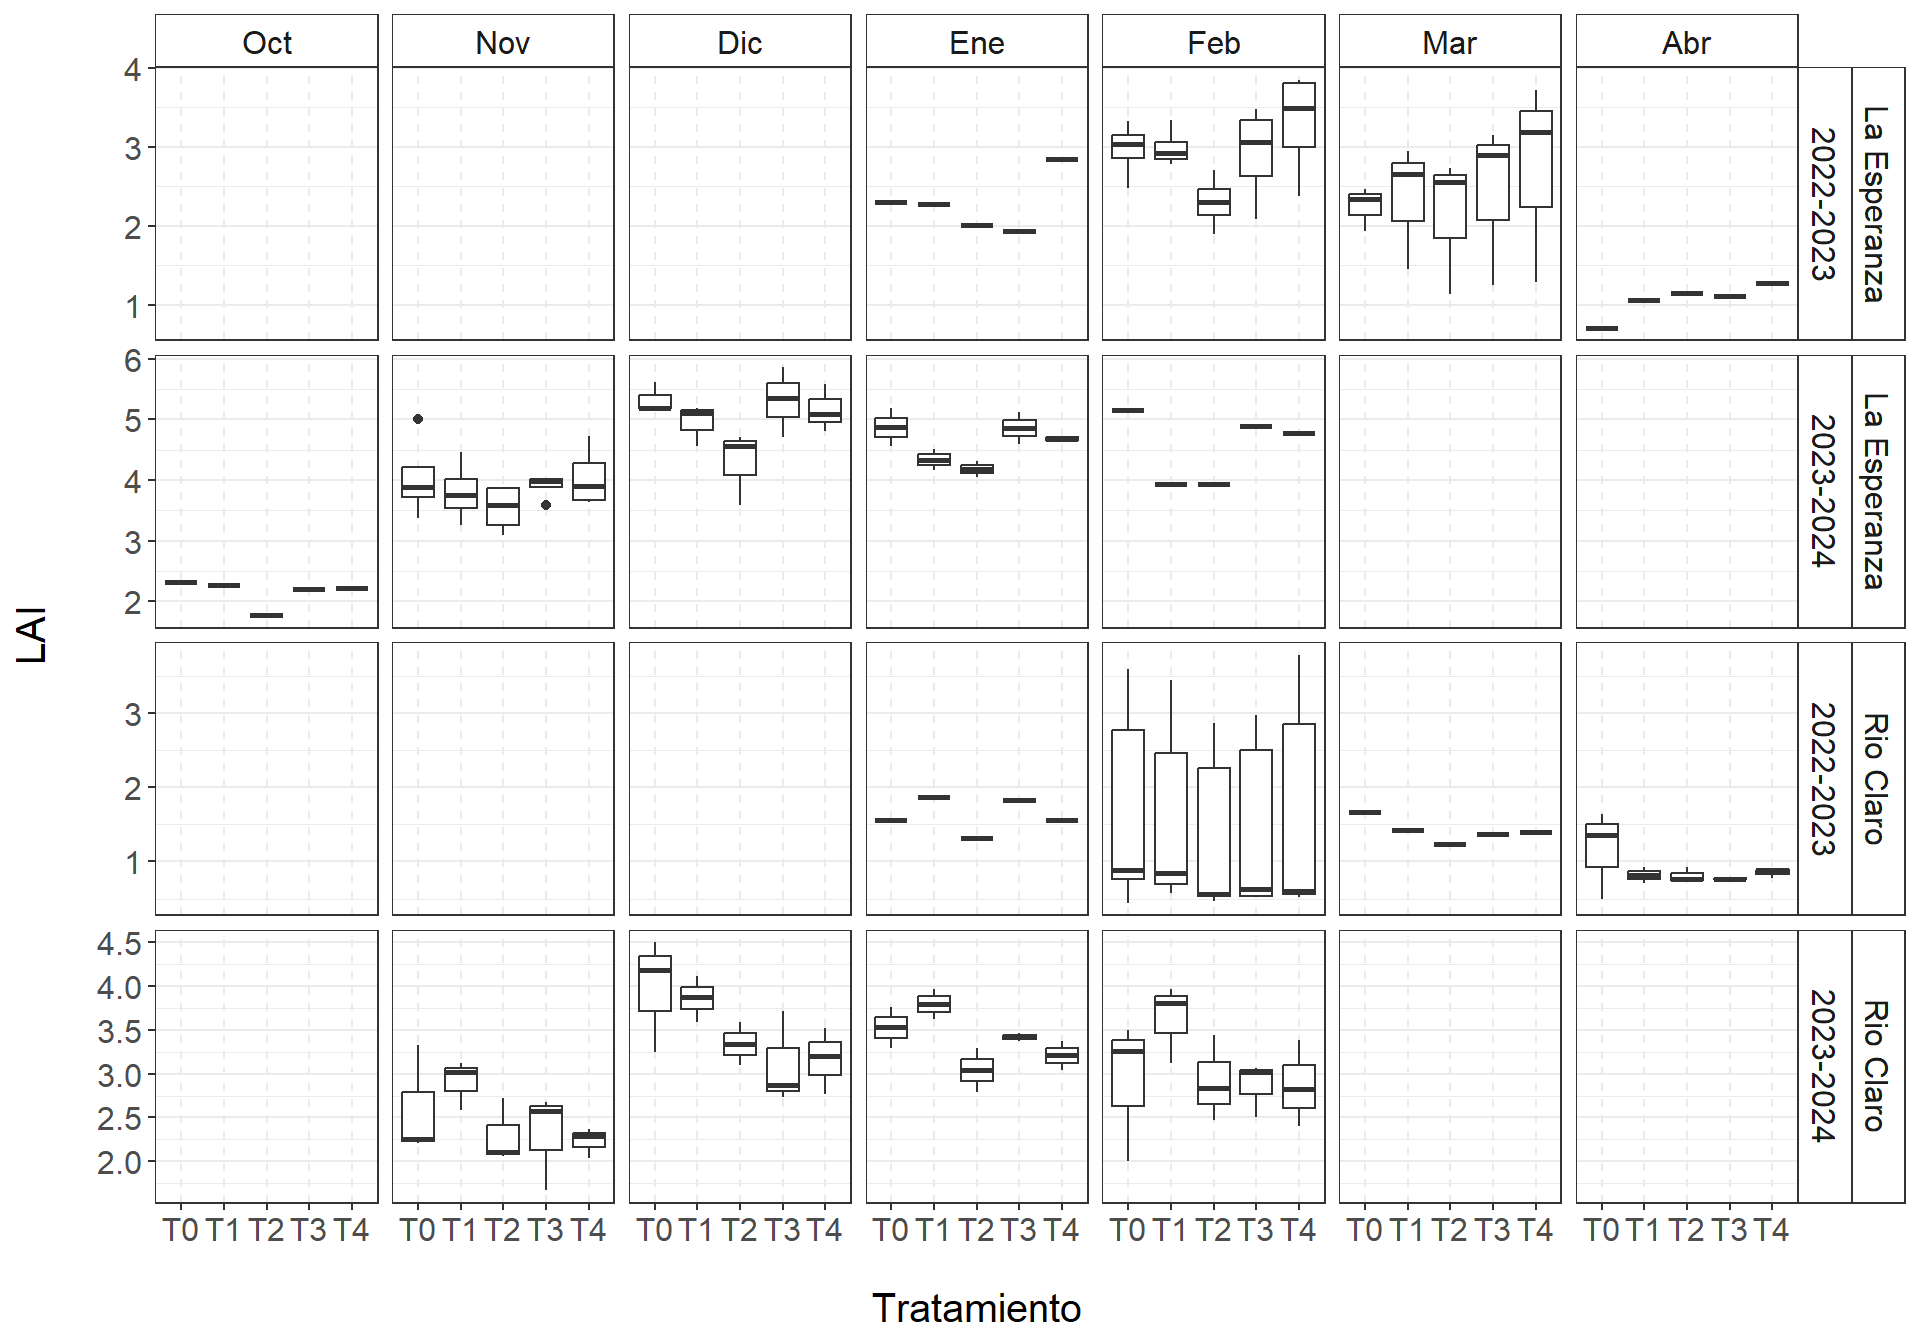 Oct Nov Dic Ene Feb Mar Abr
4
3
2
1
La Esperanza
2022-2023
6
5
4
3
2
La Esperanza
2023-2024
3
2
1
Rio Claro
2022-2023
4.5
4.0
3.5
3.0
2.5
2.0
Rio Claro
2023-2024
LAI
T0 T1 T2 T3 T4 T0 T1 T2 T3 T4 T0 T1 T2 T3 T4 T0 T1 T2 T3 T4 T0 T1 T2 T3 T4 T0 T1 T2 T3 T4 T0 T1 T2 T3 T4
Tratamiento